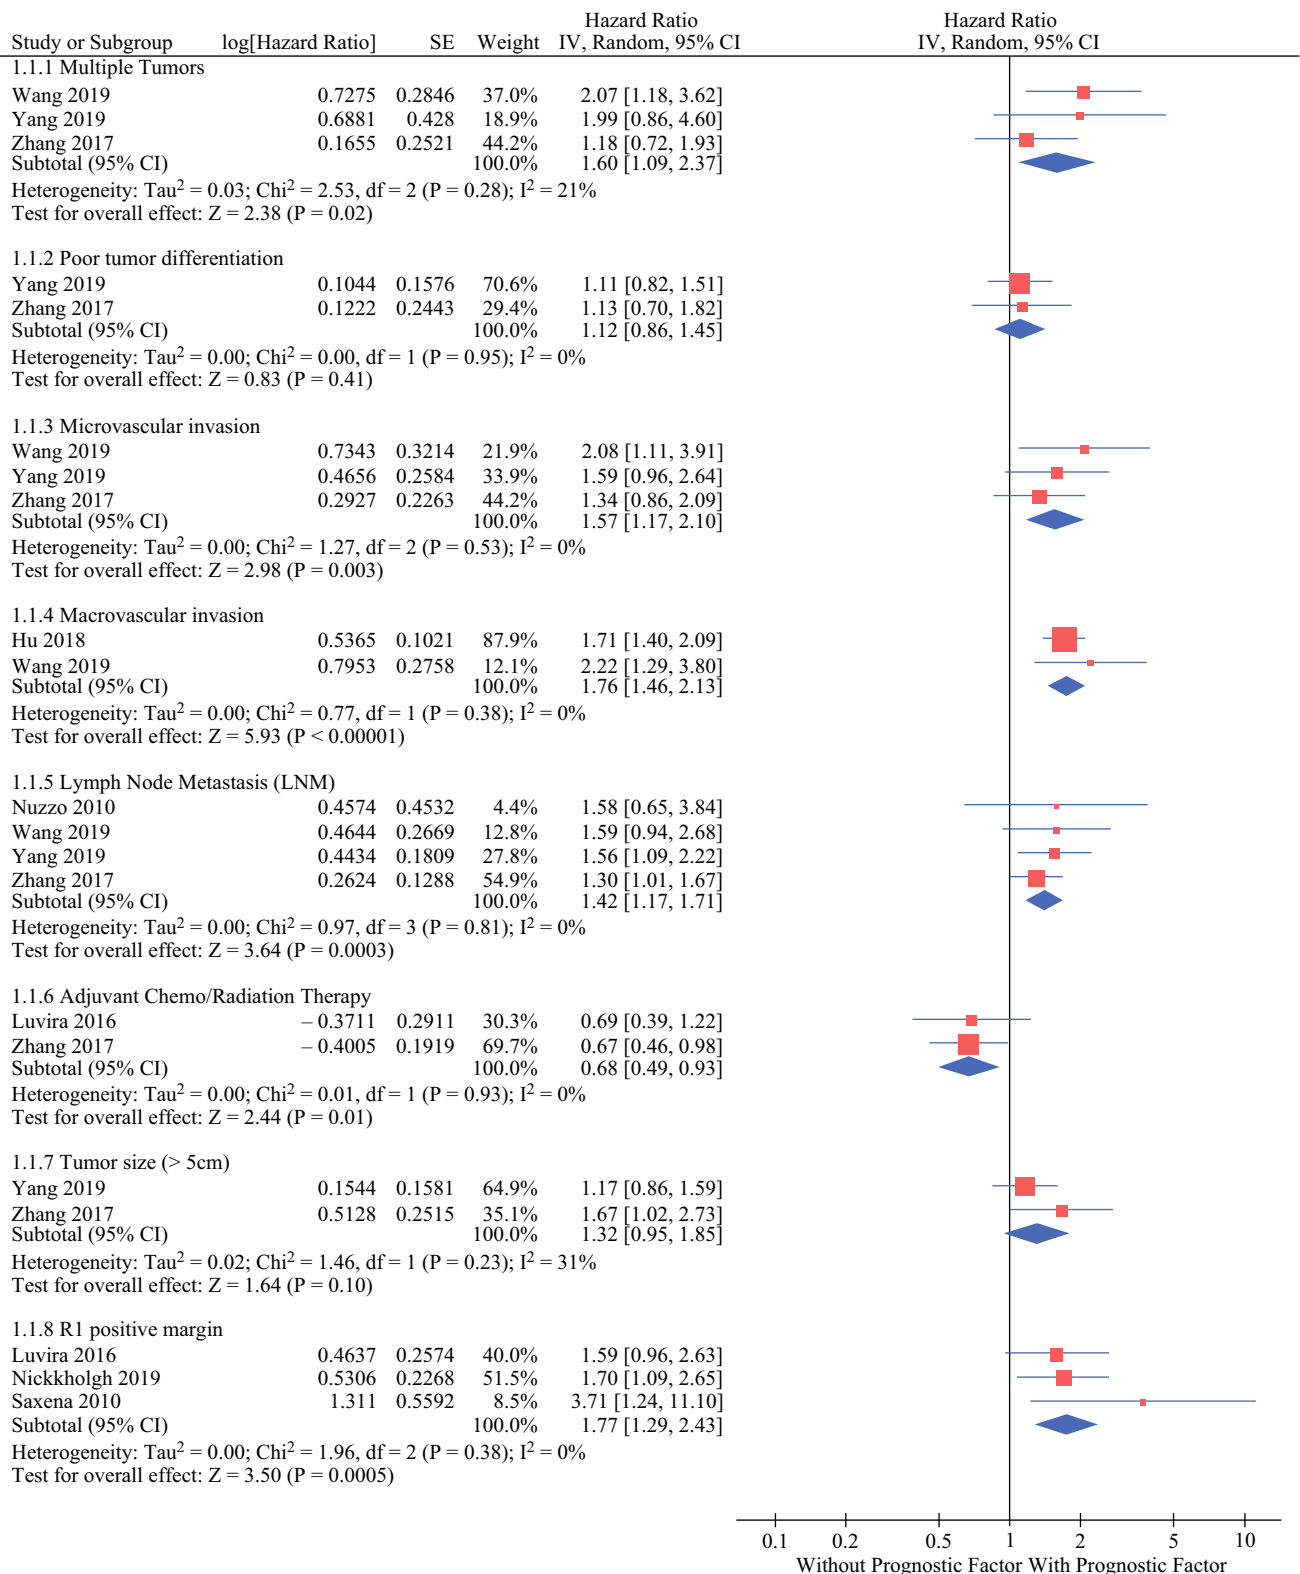 Hazard Ratio Hazard Ratio
Study or Subgroup log[Hazard Ratio] SE Weight IV, Random, 95% CI IV, Random, 95% CI
1.1.1 Multiple Tumors
Wang 2019 0.7275 0.2846 37.0% 2.07 [1.18, 3.62]
Yang 2019 0.6881 0.428 18.9% 1.99 [0.86, 4.60]
Zhang 2017 0.1655 0.2521 44.2% 1.18 [0.72, 1.93]
Subtotal (95% CI) 100.0% 1.60 [1.09, 2.37]
Heterogeneity: Tau² = 0.03; Chi² = 2.53, df = 2 (P = 0.28); I² = 21%
Test for overall effect: Z = 2.38 (P = 0.02)
1.1.2 Poor tumor differentiation
Yang 2019 0.1044 0.1576 70.6% 1.11 [0.82, 1.51]
Zhang 2017 0.1222 0.2443 29.4% 1.13 [0.70, 1.82]
Subtotal (95% CI) 100.0% 1.12 [0.86, 1.45]
Heterogeneity: Tau² = 0.00; Chi² = 0.00, df = 1 (P = 0.95); I² = 0%
Test for overall effect: Z = 0.83 (P = 0.41)
1.1.3 Microvascular invasion
Wang 2019 0.7343 0.3214 21.9% 2.08 [1.11, 3.91]
Yang 2019 0.4656 0.2584 33.9% 1.59 [0.96, 2.64]
Zhang 2017 0.2927 0.2263 44.2% 1.34 [0.86, 2.09]
Subtotal (95% CI) 100.0% 1.57 [1.17, 2.10]
Heterogeneity: Tau² = 0.00; Chi² = 1.27, df = 2 (P = 0.53); I² = 0%
Test for overall effect: Z = 2.98 (P = 0.003)
1.1.4 Macrovascular invasion
Hu 2018 0.5365 0.1021 87.9% 1.71 [1.40, 2.09]
Wang 2019 0.7953 0.2758 12.1% 2.22 [1.29, 3.80]
Subtotal (95% CI) 100.0% 1.76 [1.46, 2.13]
Heterogeneity: Tau² = 0.00; Chi² = 0.77, df = 1 (P = 0.38); I² = 0%
Test for overall effect: Z = 5.93 (P < 0.00001)
1.1.5 Lymph Node Metastasis (LNM)
Nuzzo 2010 0.4574 0.4532 4.4% 1.58 [0.65, 3.84]
Wang 2019 0.4644 0.2669 12.8% 1.59 [0.94, 2.68]
Yang 2019 0.4434 0.1809 27.8% 1.56 [1.09, 2.22]
Zhang 2017 0.2624 0.1288 54.9% 1.30 [1.01, 1.67]
Subtotal (95% CI) 100.0% 1.42 [1.17, 1.71]
Heterogeneity: Tau² = 0.00; Chi² = 0.97, df = 3 (P = 0.81); I² = 0%
Test for overall effect: Z = 3.64 (P = 0.0003)
1.1.6 Adjuvant Chemo/Radiation Therapy
Luvira 2016 – 0.3711 0.2911 30.3% 0.69 [0.39, 1.22]
Zhang 2017 – 0.4005 0.1919 69.7% 0.67 [0.46, 0.98]
Subtotal (95% CI) 100.0% 0.68 [0.49, 0.93]
Heterogeneity: Tau² = 0.00; Chi² = 0.01, df = 1 (P = 0.93); I² = 0%
Test for overall effect: Z = 2.44 (P = 0.01)
1.1.7 Tumor size (> 5cm)
Yang 2019 0.1544 0.1581 64.9% 1.17 [0.86, 1.59]
Zhang 2017 0.5128 0.2515 35.1% 1.67 [1.02, 2.73]
Subtotal (95% CI) 100.0% 1.32 [0.95, 1.85]
Heterogeneity: Tau² = 0.02; Chi² = 1.46, df = 1 (P = 0.23); I² = 31%
Test for overall effect: Z = 1.64 (P = 0.10)
1.1.8 R1 positive margin
Luvira 2016 0.4637 0.2574 40.0% 1.59 [0.96, 2.63]
Nickkholgh 2019 0.5306 0.2268 51.5% 1.70 [1.09, 2.65]
Saxena 2010 1.311 0.5592 8.5% 3.71 [1.24, 11.10]
Subtotal (95% CI) 100.0% 1.77 [1.29, 2.43]
Heterogeneity: Tau² = 0.00; Chi² = 1.96, df = 2 (P = 0.38); I² = 0%
Test for overall effect: Z = 3.50 (P = 0.0005)
0.1 0.2 0.5 1 2 5 10
Without Prognostic Factor With Prognostic Factor